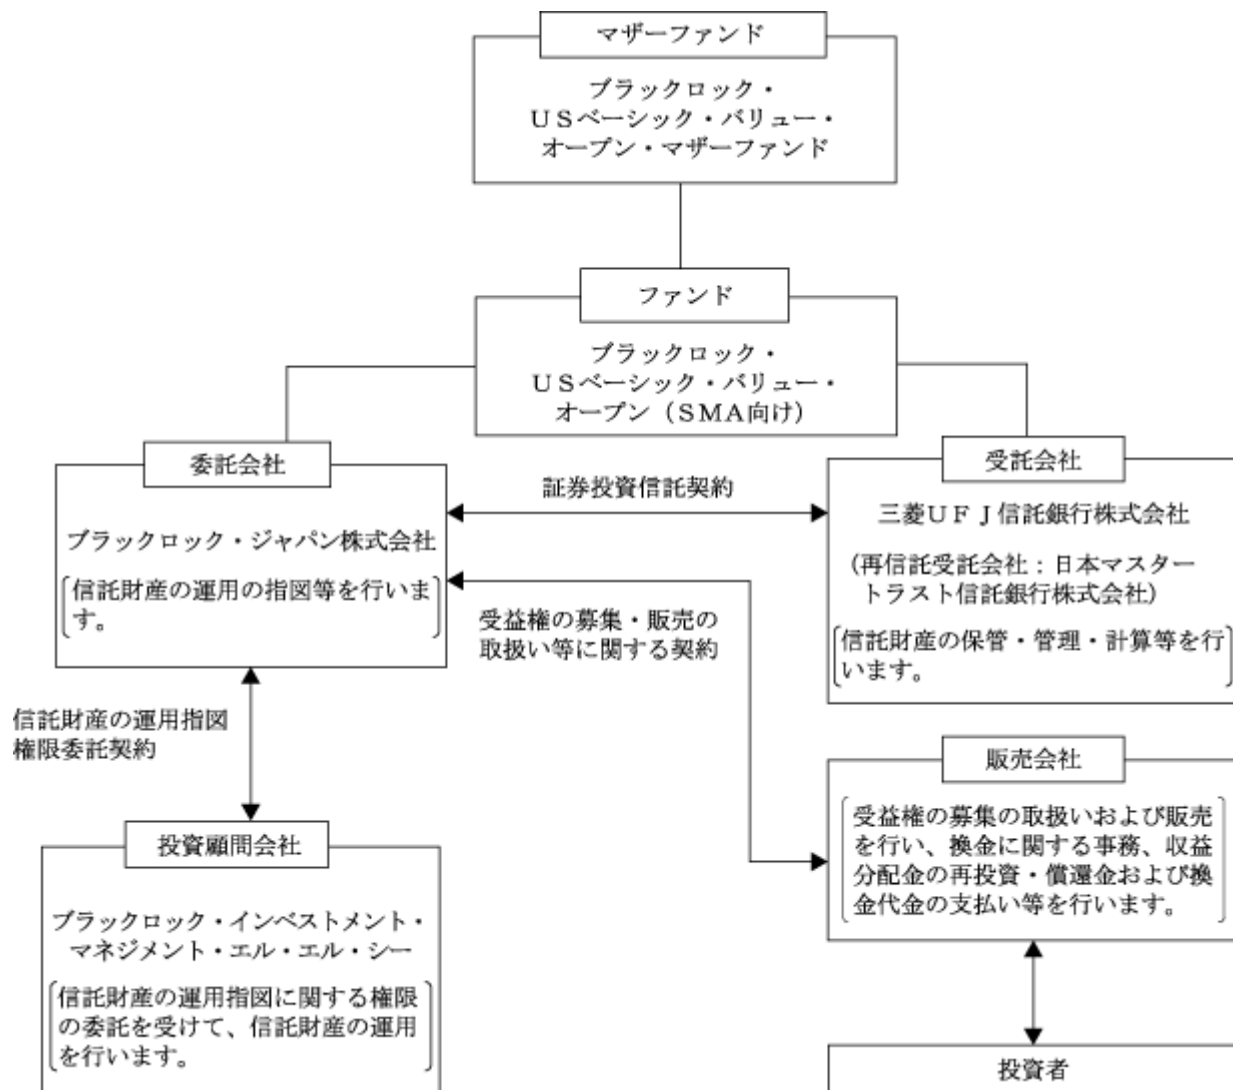 マザーファンド
ブラックロック・
ＵＳベーシック・バリュー・
オープン・マザーファンド
ファンド
ブラックロック・
ＵＳベーシック・バリュー・
オープン（ＳＭＡ向け）
委託会社
ブラックロック・ジャパン株式会社
信託財産の運用の指図等を行いま
す。
証券投資信託契約
受益権の募集・販売の
取扱い等に関する契約
受託会社
三菱ＵＦＪ信託銀行株式会社
（再信託受託会社：日本マスター
トラスト信託銀行株式会社）
信託財産の保管・管理・計算等を行
います。
信託財産の運用指図
権限委託契約
販売会社
受益権の募集の取扱いおよび販売
を行い、換金に関する事務、収益
分配金の再投資・償還金および換
金代金の支払い等を行います。
投資顧問会社
ブラックロック・インベストメント・
マネジメント・エル・エル・シー
信託財産の運用指図に関する権限
の委託を受けて、信託財産の運用
を行います。
投資者